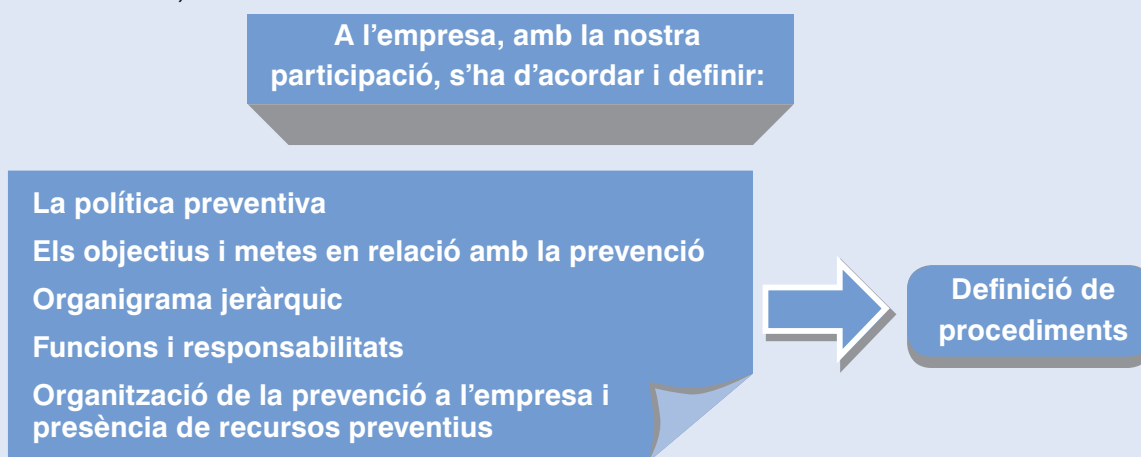 A l'empresa, amb la nostra
participació, s'ha d'acordar i definir:
La política preventiva
Els objectius i metes en relació amb la prevenció
Organigrama jeràrquic
Funcions i responsabilitats
Organització de la prevenció a l'empresa i
presència de recursos preventius
Definició de
procediments